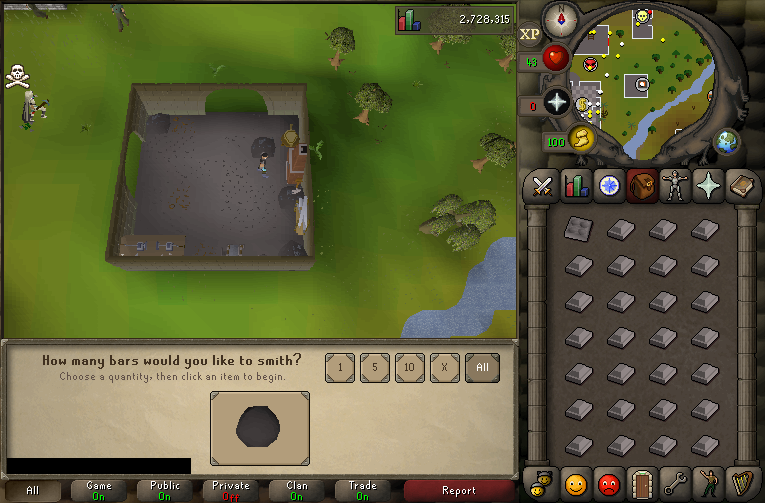 2,728,315
XP
43
0
100
How many bars would you like to smith?
Choose a quantity, then click an item to begin.
1
5
10
X
All
All
Game
On
Public
On
Private
Off
Clan
On
Trade
On
Report